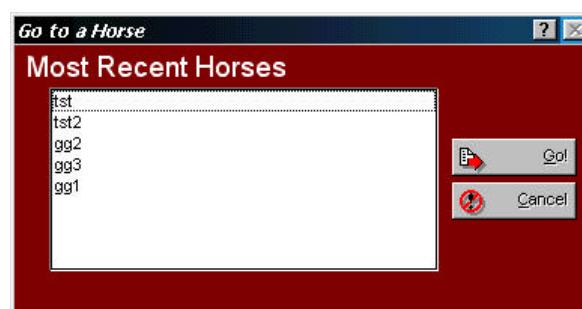 Go to a Horse
?
Most Recent Horses
tst
tst2
gg2
gg3
gg1
Go!
Cancel